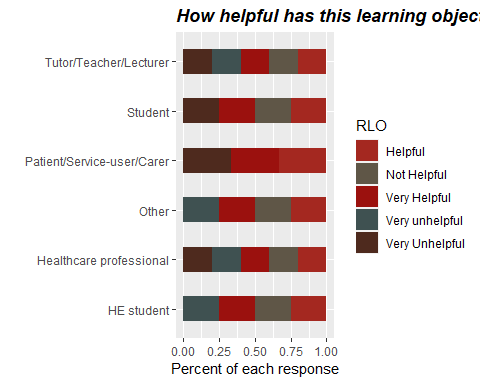 How helpful has this learning object
Tutor/Teacher/Lecturer
Student
Patient/Service-user/Carer
Other
Healthcare professional
HE student
0.00 0.25 0.50 0.75 1.00
Percent of each response
RLO
Helpful
Not Helpful
Very Helpful
Very unhelpful
Very Unhelpful